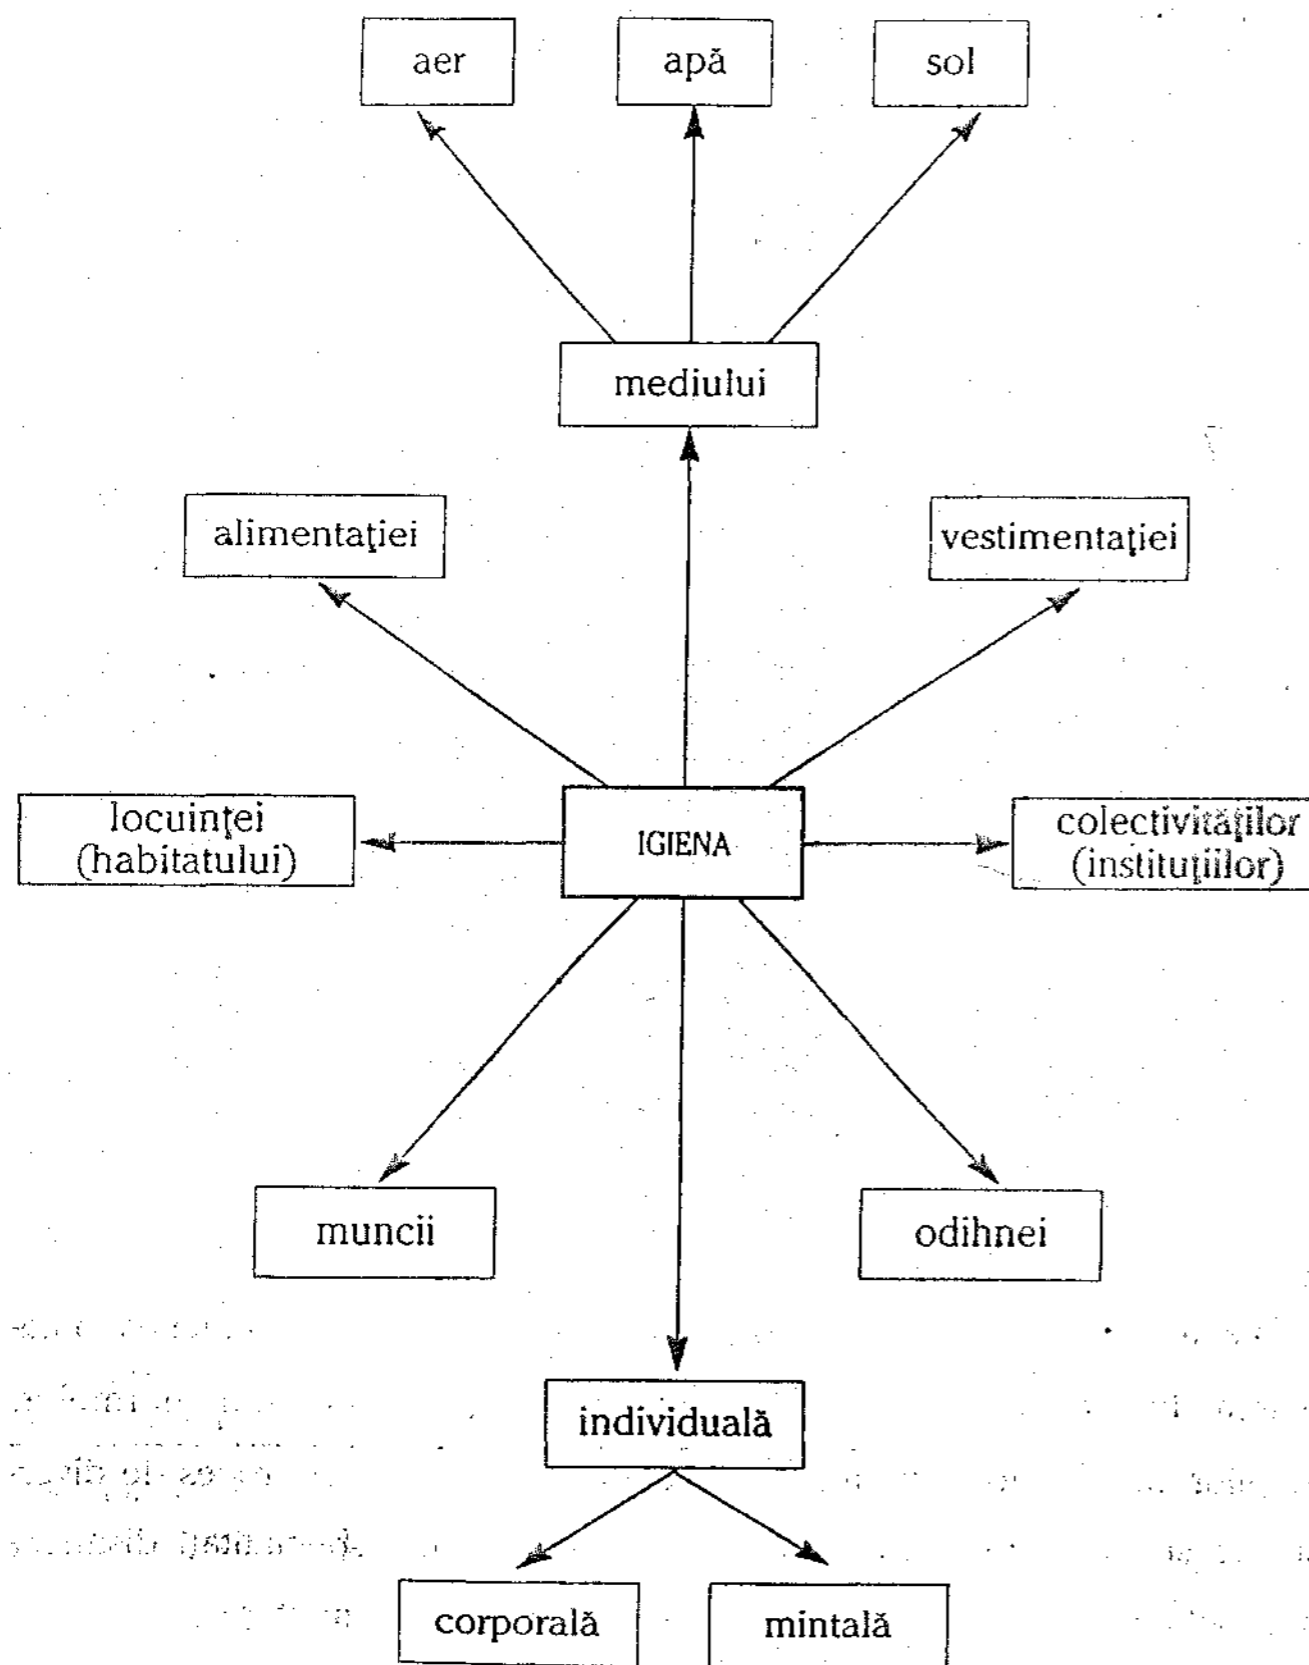 aer
apă
sol
mediului
alimentaţiei
vestimentaţiei
locuinţei
(habitatului)
IGIENA
colectivităţilor
(instituţiilor)
muncii
odihnei
individuală
corporală
mintală